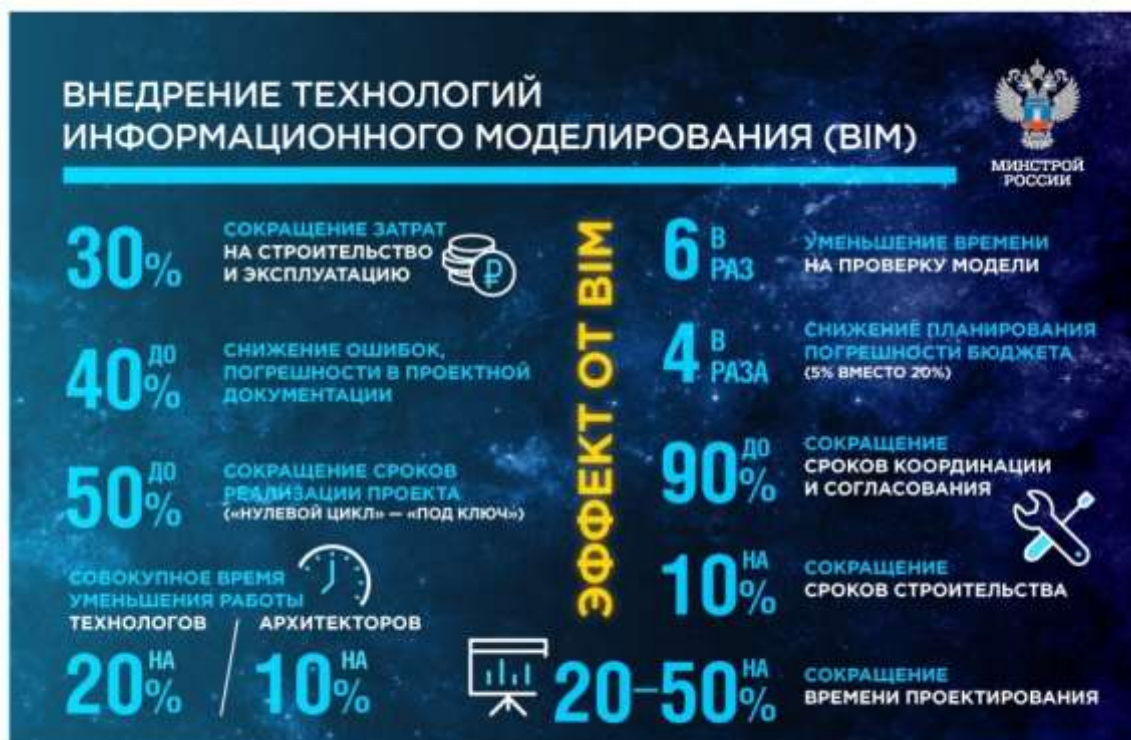 ВНЕДРЕНИЕ ТЕХНОЛОГИЙ
ИНФОРМАЦИОННОГО МОДЕЛИРОВАНИЯ (BIM)
МИНСТРОЙ
РОССИИ
30%
СОКРАЩЕНИЕ ЗАТРАТ
НА СТРОИТЕЛЬСТВО
И ЭКСПЛУАТАЦИЮ
₽
ДО 40%
СНИЖЕНИЕ ОШИБОК,
ПОГРЕШНОСТИ В ПРОЕКТНОЙ
ДОКУМЕНТАЦИИ
ДО 50%
СОКРАЩЕНИЕ СРОКОВ
РЕАЛИЗАЦИИ ПРОЕКТА
(«НУЛЕВОЙ ЦИКЛ» — «ПОД КЛЮЧ»)
СОВОКУПНОЕ ВРЕМЯ
УМЕНЬШЕНИЯ РАБОТЫ
ТЕХНОЛОГОВ / АРХИТЕКТОРОВ
НА 20% / НА 10%
ЭФФЕКТ ОТ BIM
В 6 РАЗ
УМЕНЬШЕНИЕ ВРЕМЕНИ
НА ПРОВЕРКУ МОДЕЛИ
В 4 РАЗА
СНИЖЕНИЕ ПЛАНИРОВАНИЯ
ПОГРЕШНОСТИ БЮДЖЕТА
(5% ВМЕСТО 20%)
ДО 90%
СОКРАЩЕНИЕ
СРОКОВ КООРДИНАЦИИ
И СОГЛАСОВАНИЯ
НА 10%
СОКРАЩЕНИЕ
СРОКОВ СТРОИТЕЛЬСТВА
НА 20–50%
СОКРАЩЕНИЕ
ВРЕМЕНИ ПРОЕКТИРОВАНИЯ